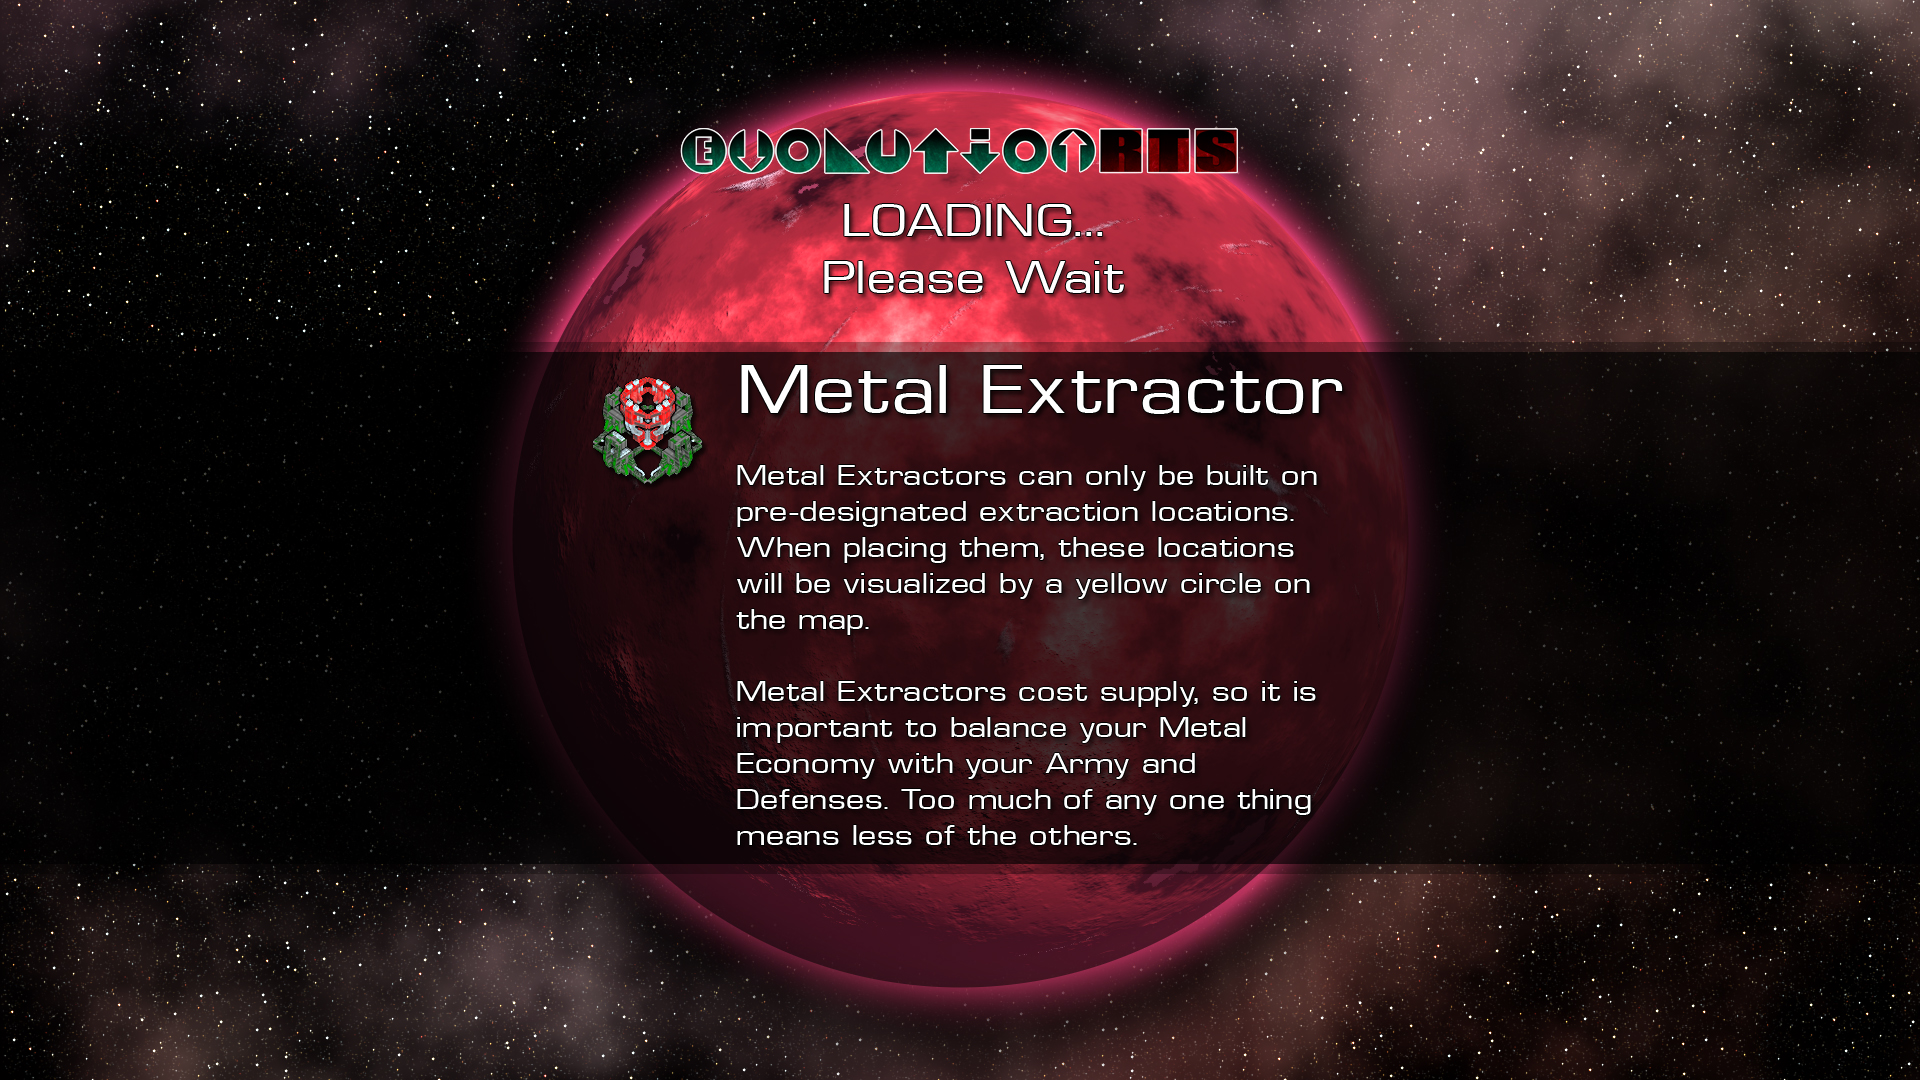 EVOLUTIONRTS
LOADING...
Please Wait
Metal Extractor
Metal Extractors can only be built on
pre-designated extraction locations.
When placing them, these locations
will be visualized by a yellow circle on
the map.
Metal Extractors cost supply, so it is
important to balance your Metal
Economy with your Army and
Defenses. Too much of any one thing
means less of the others.